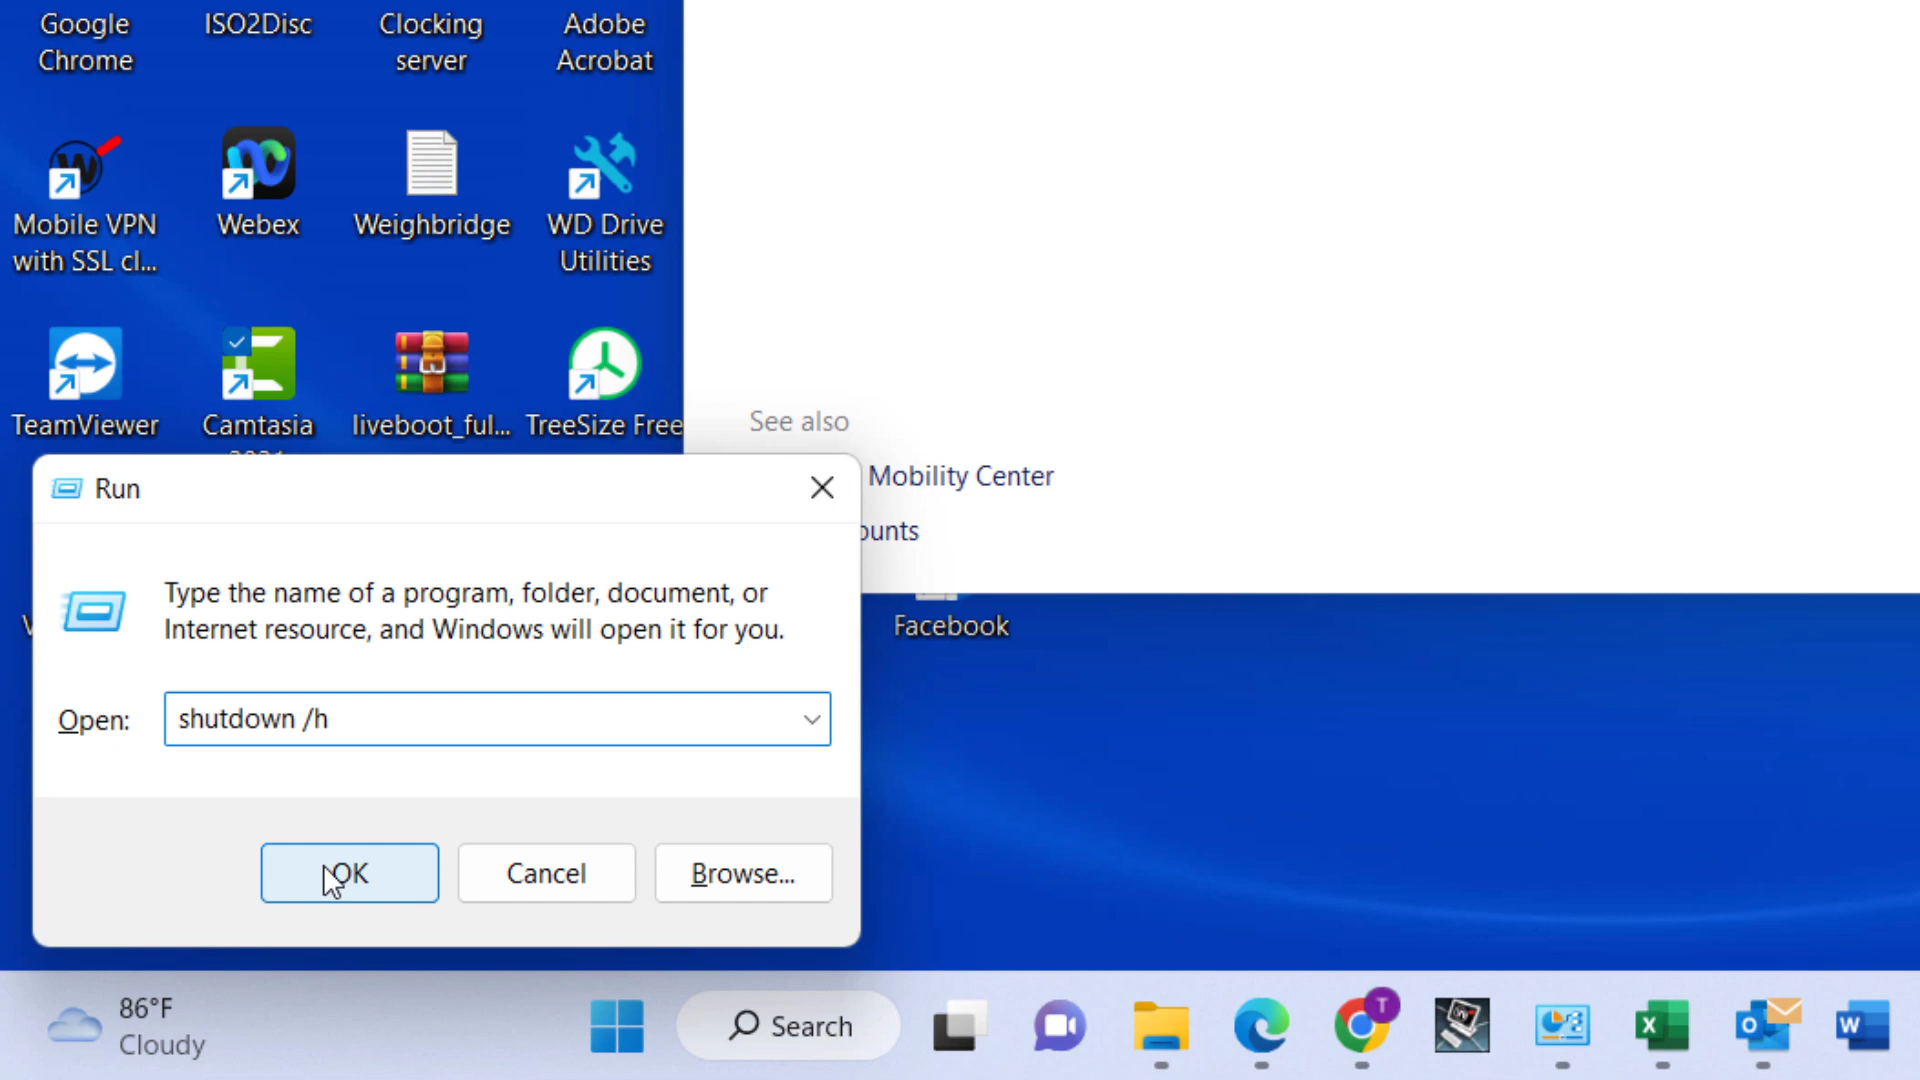 Google
Chrome
ISO2Disc
Clocking
server
Adobe
Acrobat
Mobile VPN
with SSL cl...
Webex
Weighbridge
WD Drive
Utilities
TeamViewer
Camtasia
liveboot_ful...
TreeSize Free
See also
Mobility Center
ounts
Run
Type the name of a program, folder, document, or
Internet resource, and Windows will open it for you.
Open:
shutdown /h
OK
Cancel
Browse...
Facebook
86°F
Cloudy
Search
T